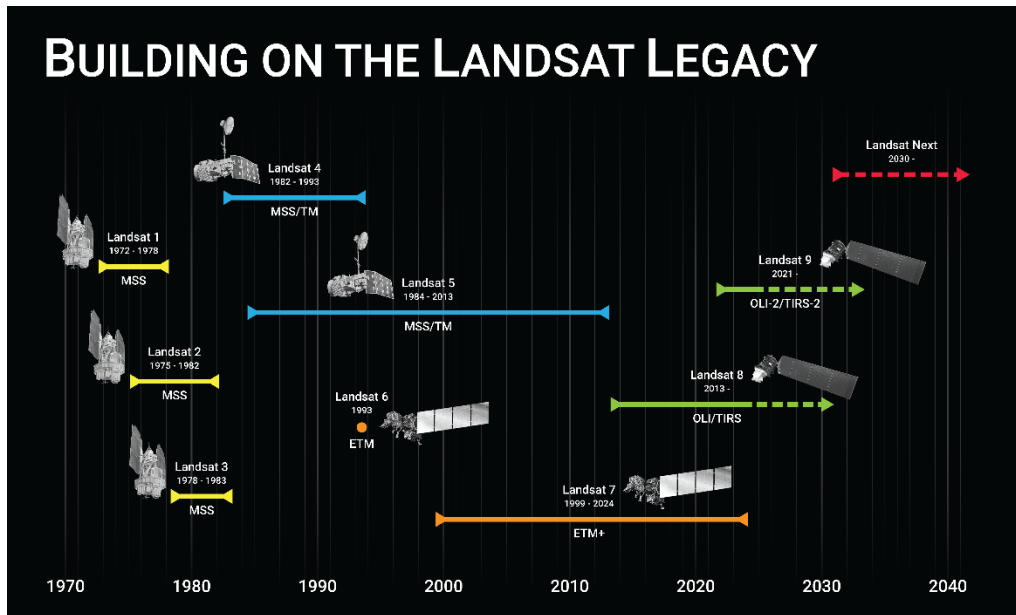 BUILDING ON THE LANDSAT LEGACY
Landsat 4
1982 - 1993
MSS/TM
Landsat Next
2030 -
Landsat 1
1972 - 1978
MSS
Landsat 5
1984 - 2013
MSS/TM
Landsat 9
2021 -
OLI-2/TIRS-2
Landsat 2
1975 - 1982
MSS
Landsat 8
2013 -
OLI/TIRS
Landsat 6
1993
ETM
Landsat 3
1978 - 1983
MSS
Landsat 7
1999 - 2024
ETM+
1970 1980 1990 2000 2010 2020 2030 2040